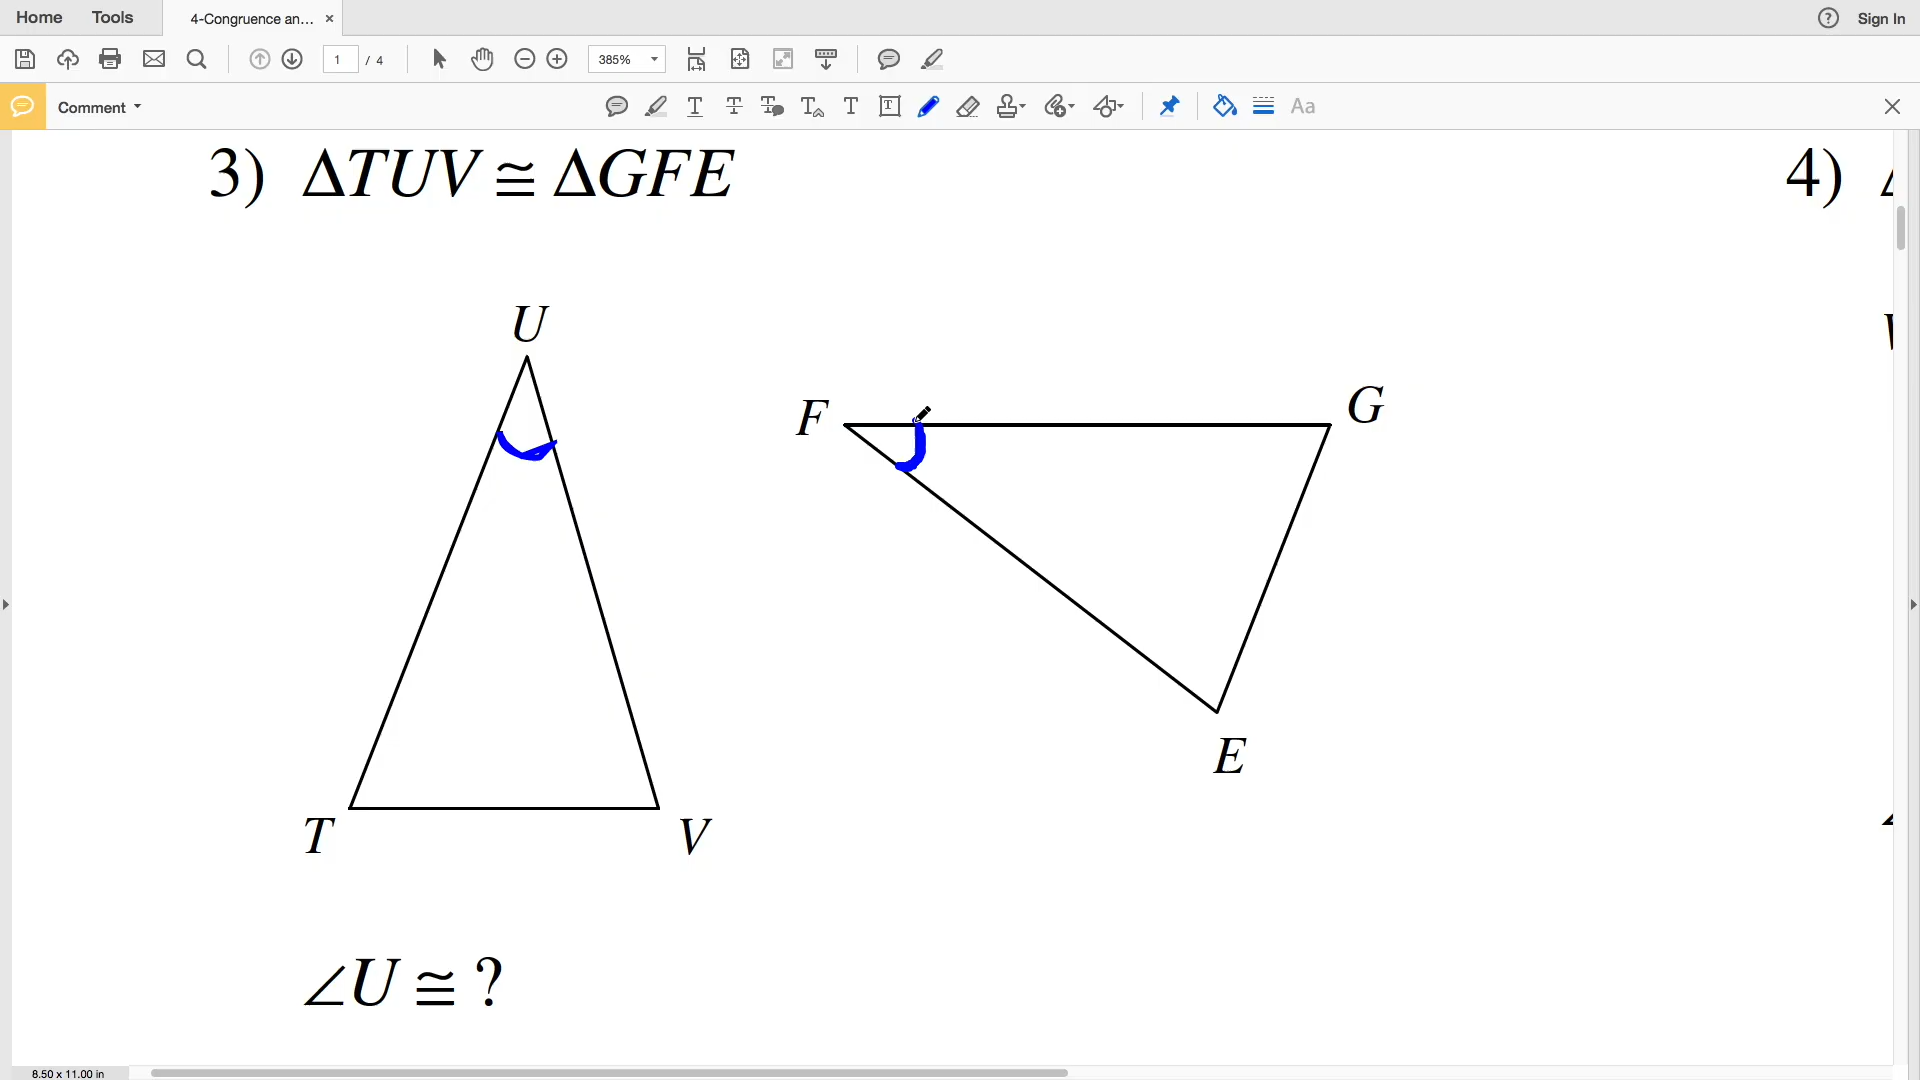 Home Tools 4-Congruence an... × ? Sign In
1 / 4 385%
Comment Aa
3) ΔTUV ≅ ΔGFE
4)
U
F
G
E
T
V
∠U ≅ ?
8.50 x 11.00 in